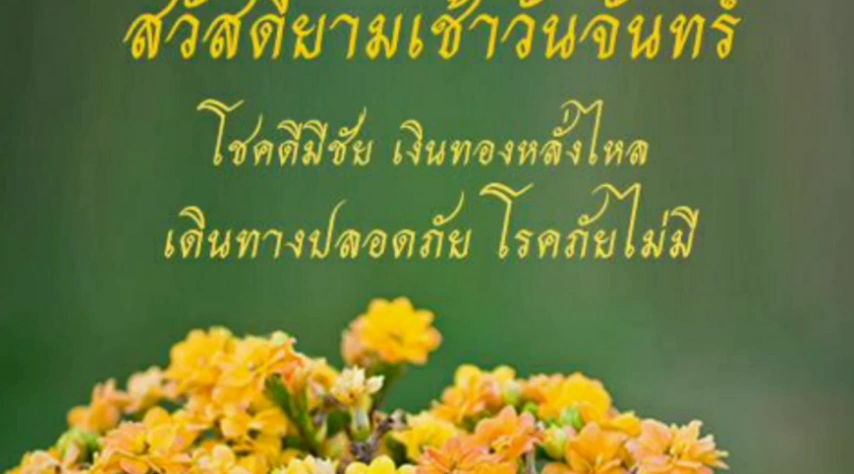 สวัสดียามเช้าวันจันทร์
โชคดีมีชัย เงินทองหลั่งไหล
เดินทางปลอดภัย โรคภัยไม่มี